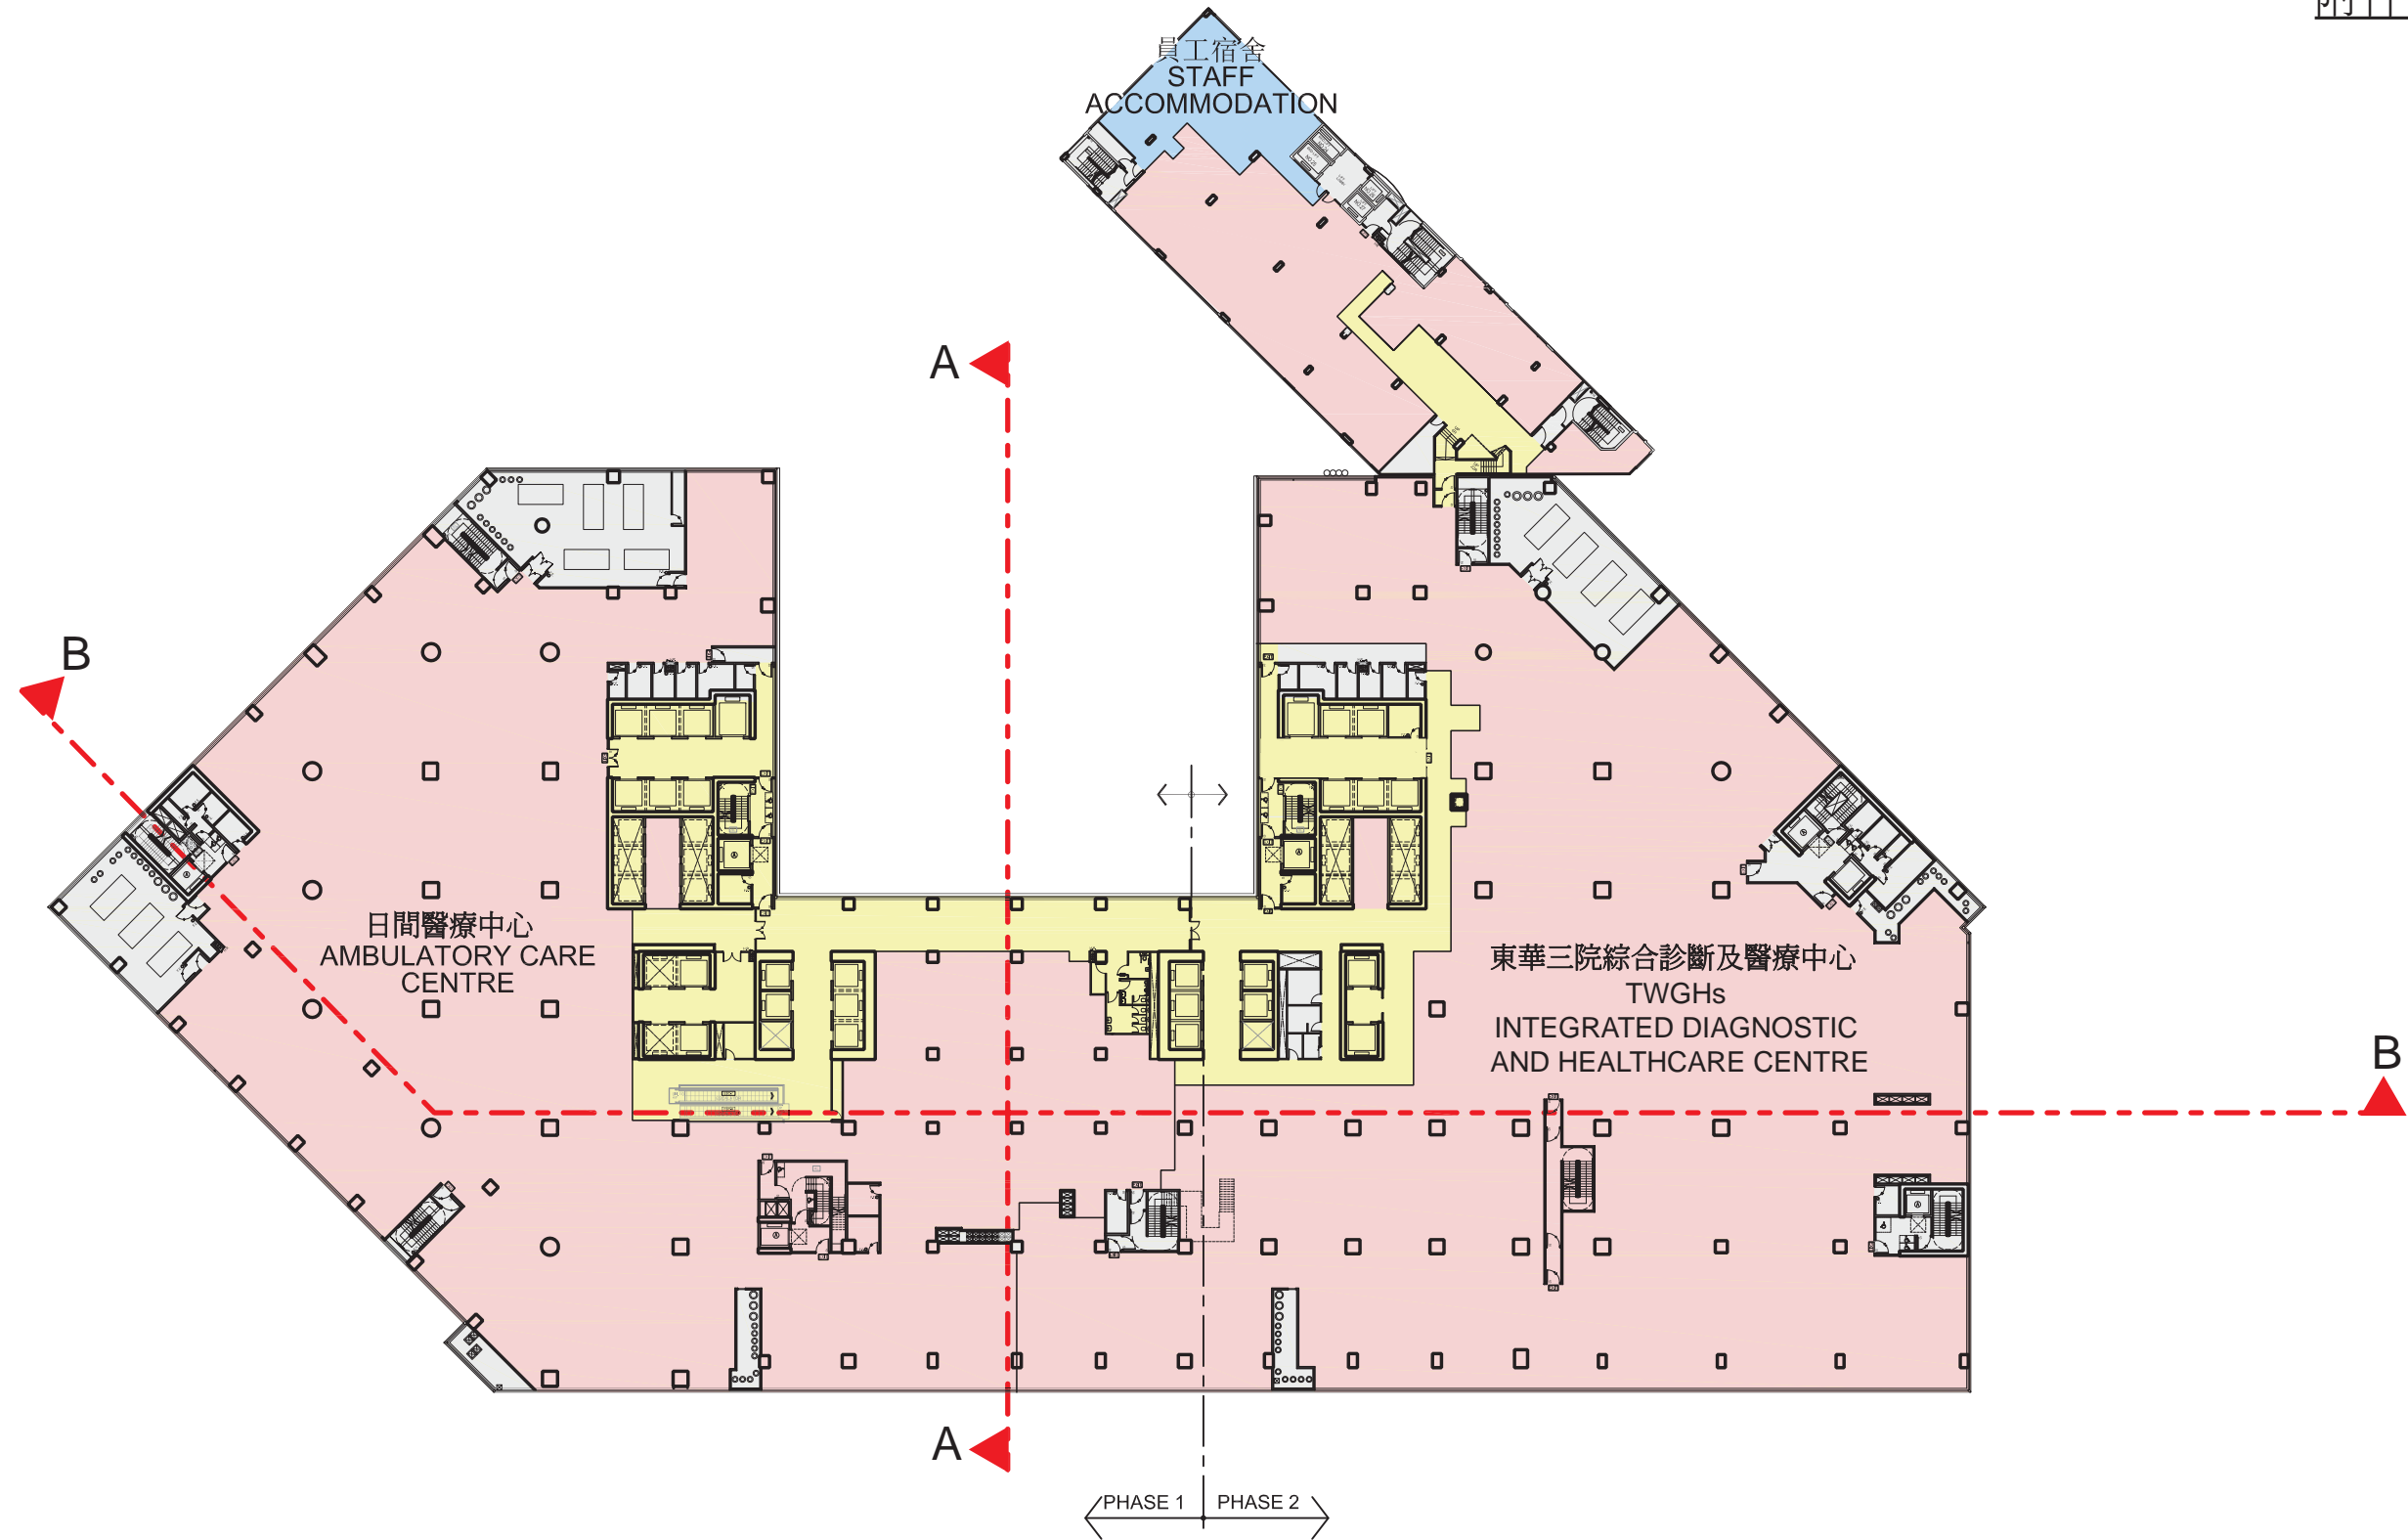 員工宿舍
STAFF
ACCOMMODATION
A
B
日間醫療中心
AMBULATORY CARE
CENTRE
東華三院綜合診斷及醫療中心
TWGHs
INTEGRATED DIAGNOSTIC
AND HEALTHCARE CENTRE
B
A
PHASE 1
PHASE 2